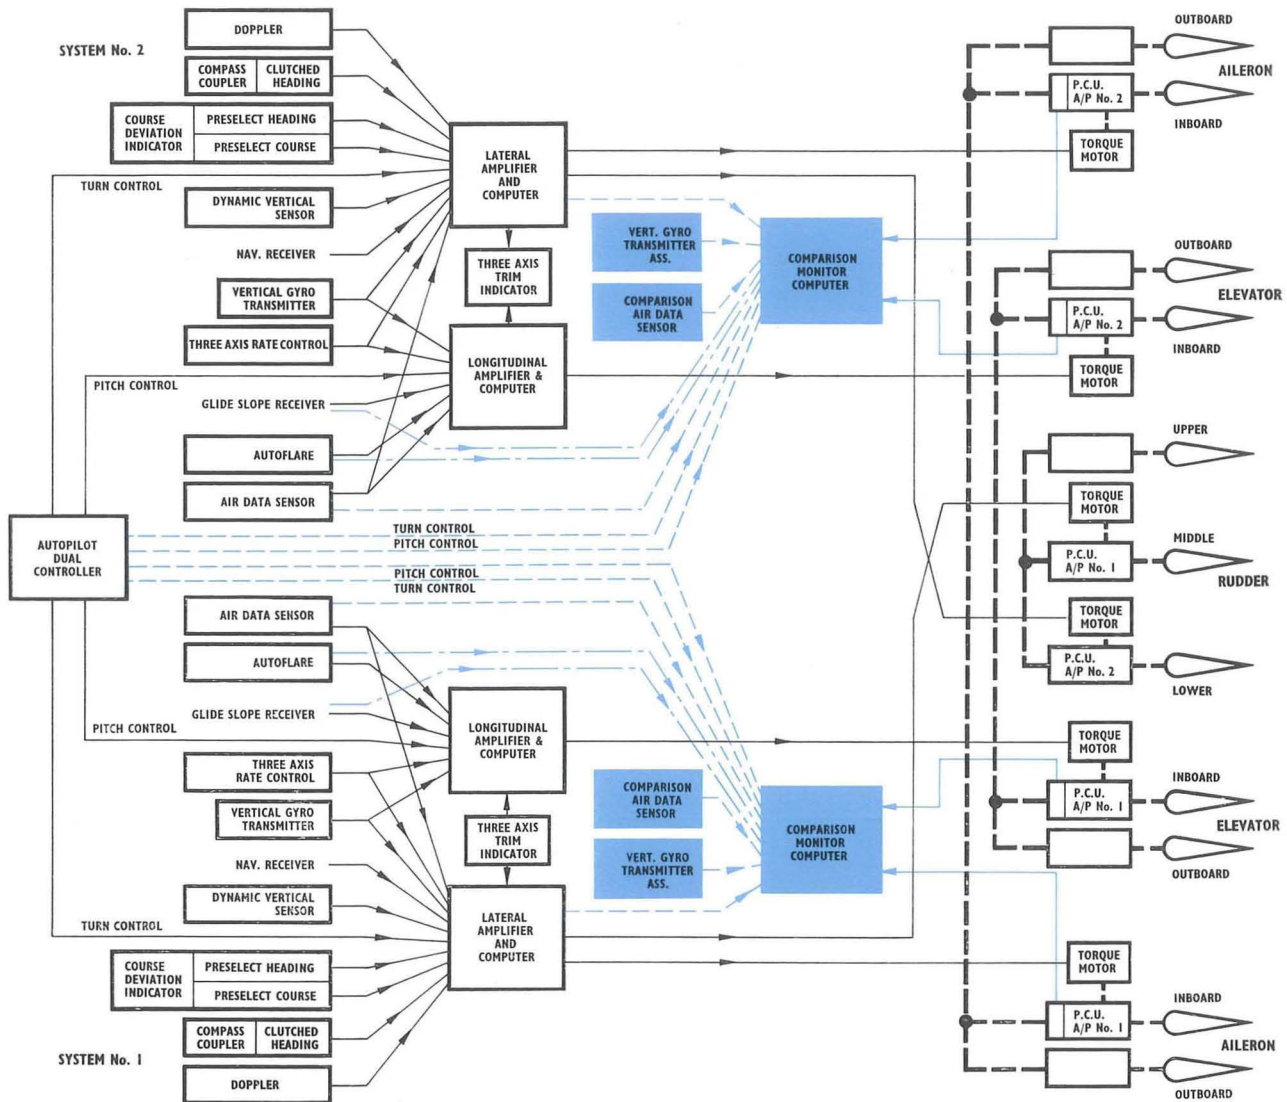 SYSTEM No. 2
DOPPLER
COMPASS
COUPLER
CLUTCHED
HEADING
COURSE
DEVIATION
INDICATOR
PRESELECT HEADING
PRESELECT COURSE
TURN CONTROL
DYNAMIC VERTICAL
SENSOR
NAV. RECEIVER
VERTICAL GYRO
TRANSMITTER
THREE AXIS RATE CONTROL
PITCH CONTROL
GLIDE SLOPE RECEIVER
AUTOFLARE
AIR DATA SENSOR
LATERAL
AMPLIFIER
AND
COMPUTER
THREE AXIS
TRIM
INDICATOR
LONGITUDINAL
AMPLIFIER &
COMPUTER
VERT. GYRO
TRANSMITTER
ASS.
COMPARISON
AIR DATA
SENSOR
COMPARISON
MONITOR
COMPUTER
AUTOPILOT
DUAL
CONTROLLER
TURN CONTROL
PITCH CONTROL
PITCH CONTROL
TURN CONTROL
AIR DATA SENSOR
AUTOFLARE
GLIDE SLOPE RECEIVER
PITCH CONTROL
THREE AXIS
RATE CONTROL
VERTICAL GYRO
TRANSMITTER
NAV. RECEIVER
DYNAMIC VERTICAL
SENSOR
TURN CONTROL
COURSE
DEVIATION
INDICATOR
PRESELECT HEADING
PRESELECT COURSE
COMPASS
COUPLER
CLUTCHED
HEADING
SYSTEM No. 1
DOPPLER
LONGITUDINAL
AMPLIFIER &
COMPUTER
THREE AXIS
TRIM
INDICATOR
LATERAL
AMPLIFIER
AND
COMPUTER
COMPARISON
AIR DATA
SENSOR
VERT. GYRO
TRANSMITTER
ASS.
COMPARISON
MONITOR
COMPUTER
OUTBOARD
AILERON
P.C.U.
A/P No. 2
INBOARD
TORQUE
MOTOR
OUTBOARD
ELEVATOR
P.C.U.
A/P No. 2
INBOARD
TORQUE
MOTOR
UPPER
TORQUE
MOTOR
MIDDLE
P.C.U.
A/P No. 1
RUDDER
TORQUE
MOTOR
P.C.U.
A/P No. 2
LOWER
TORQUE
MOTOR
INBOARD
P.C.U.
A/P No. 1
ELEVATOR
OUTBOARD
TORQUE
MOTOR
INBOARD
P.C.U.
A/P No. 1
AILERON
OUTBOARD